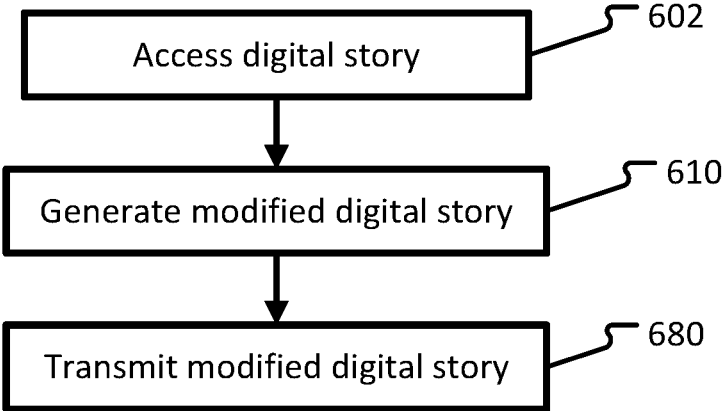 602
Access digital story
610
Generate modified digital story
680
Transmit modified digital story